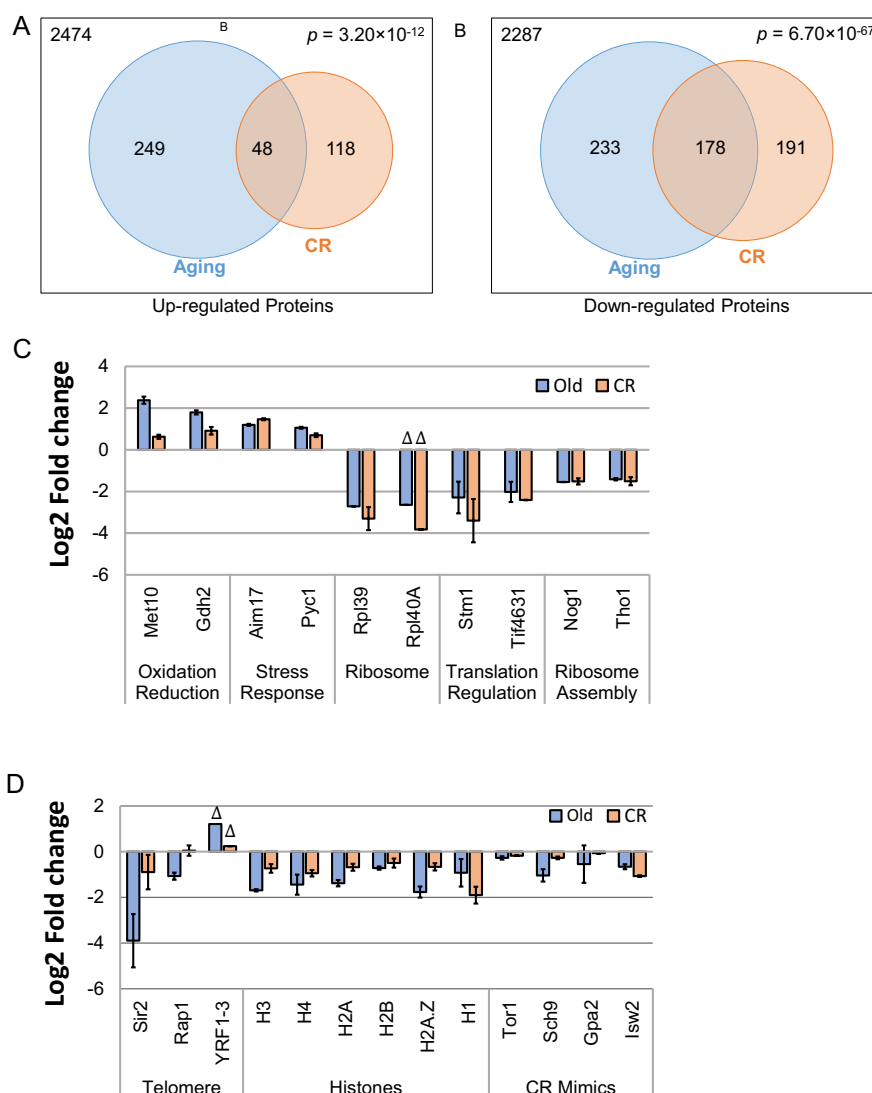 A
2474
B
p = 3.20×10-12
249
48
118
CR
Aging
Up-regulated Proteins
B
2287
p = 6.70×10-67
233
178
191
Aging
CR
Down-regulated Proteins
C
Log2 Fold change
4
2
0
-2
-4
-6
Old
CR
Δ Δ
Met10
Gdh2
Aim17
Pyc1
Rpl39
Rpl40A
Stm1
Tif4631
Nog1
Tho1
Oxidation
Reduction
Stress
Response
Ribosome
Translation
Regulation
Ribosome
Assembly
D
Log2 Fold change
2
0
-2
-4
-6
Δ
Δ
Old
CR
Sir2
Rap1
YRF1-3
H3
H4
H2A
H2B
H2A.Z
H1
Tor1
Sch9
Gpa2
Isw2
Telomere
Histones
CR Mimics